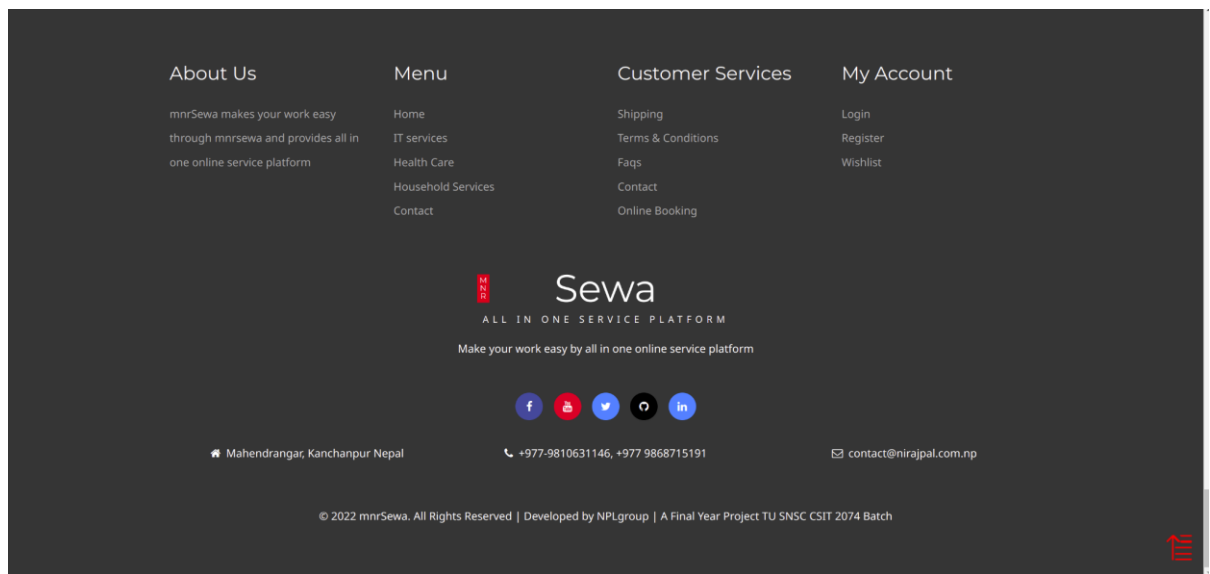 About Us
mnrSewa makes your work easy
through mnrsewa and provides all in
one online service platform
Menu
Home
IT services
Health Care
Household Services
Contact
Customer Services
Shipping
Terms & Conditions
Faqs
Contact
Online Booking
My Account
Login
Register
Wishlist
MNR Sewa
ALL IN ONE SERVICE PLATFORM
Make your work easy by all in one online service platform
Mahendrangar, Kanchanpur Nepal
+977-9810631146, +977 9868715191
contact@nirajpal.com.np
© 2022 mnrSewa. All Rights Reserved | Developed by NPLgroup | A Final Year Project TU SNSC CSIT 2074 Batch